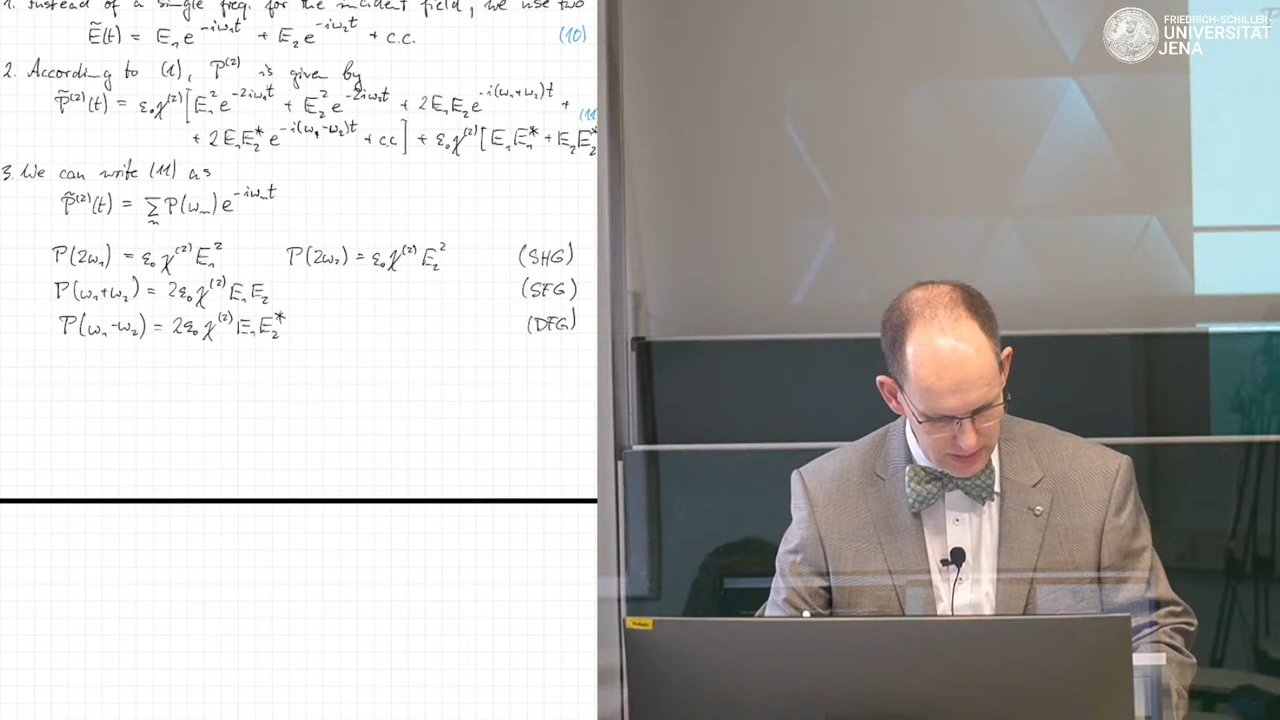 1. Instead of a single freq. for the incident field, we use two
Ẽ(t) = E₁e^{-iω₁t} + E₂e^{-iω₂t} + c.c. (10)
2. According to (1), P^{(2)} is given by
P̃^{(2)}(t) = ε₀χ^{(2)}[E₁²e^{-2iω₁t} + E₂²e^{-2iω₂t} + 2E₁E₂e^{-i(ω₁+ω₂)t} + (11
+ 2E₁E₂*e^{-i(ω₁-ω₂)t} + cc] + ε₀χ^{(2)}[E₁E₁* + E₂E₂*
3. We can write (11) as
P̃^{(2)}(t) = Σₙ P(ωₙ)e^{-iωₙt}
P(2ω₁) = ε₀χ^{(2)}E₁² P(2ω₂) = ε₀χ^{(2)}E₂² (SHG)
P(ω₁+ω₂) = 2ε₀χ^{(2)}E₁E₂ (SFG)
P(ω₁-ω₂) = 2ε₀χ^{(2)}E₁E₂* (DFG)
FRIEDRICH-SCHILLER-
UNIVERSITÄT
JENA